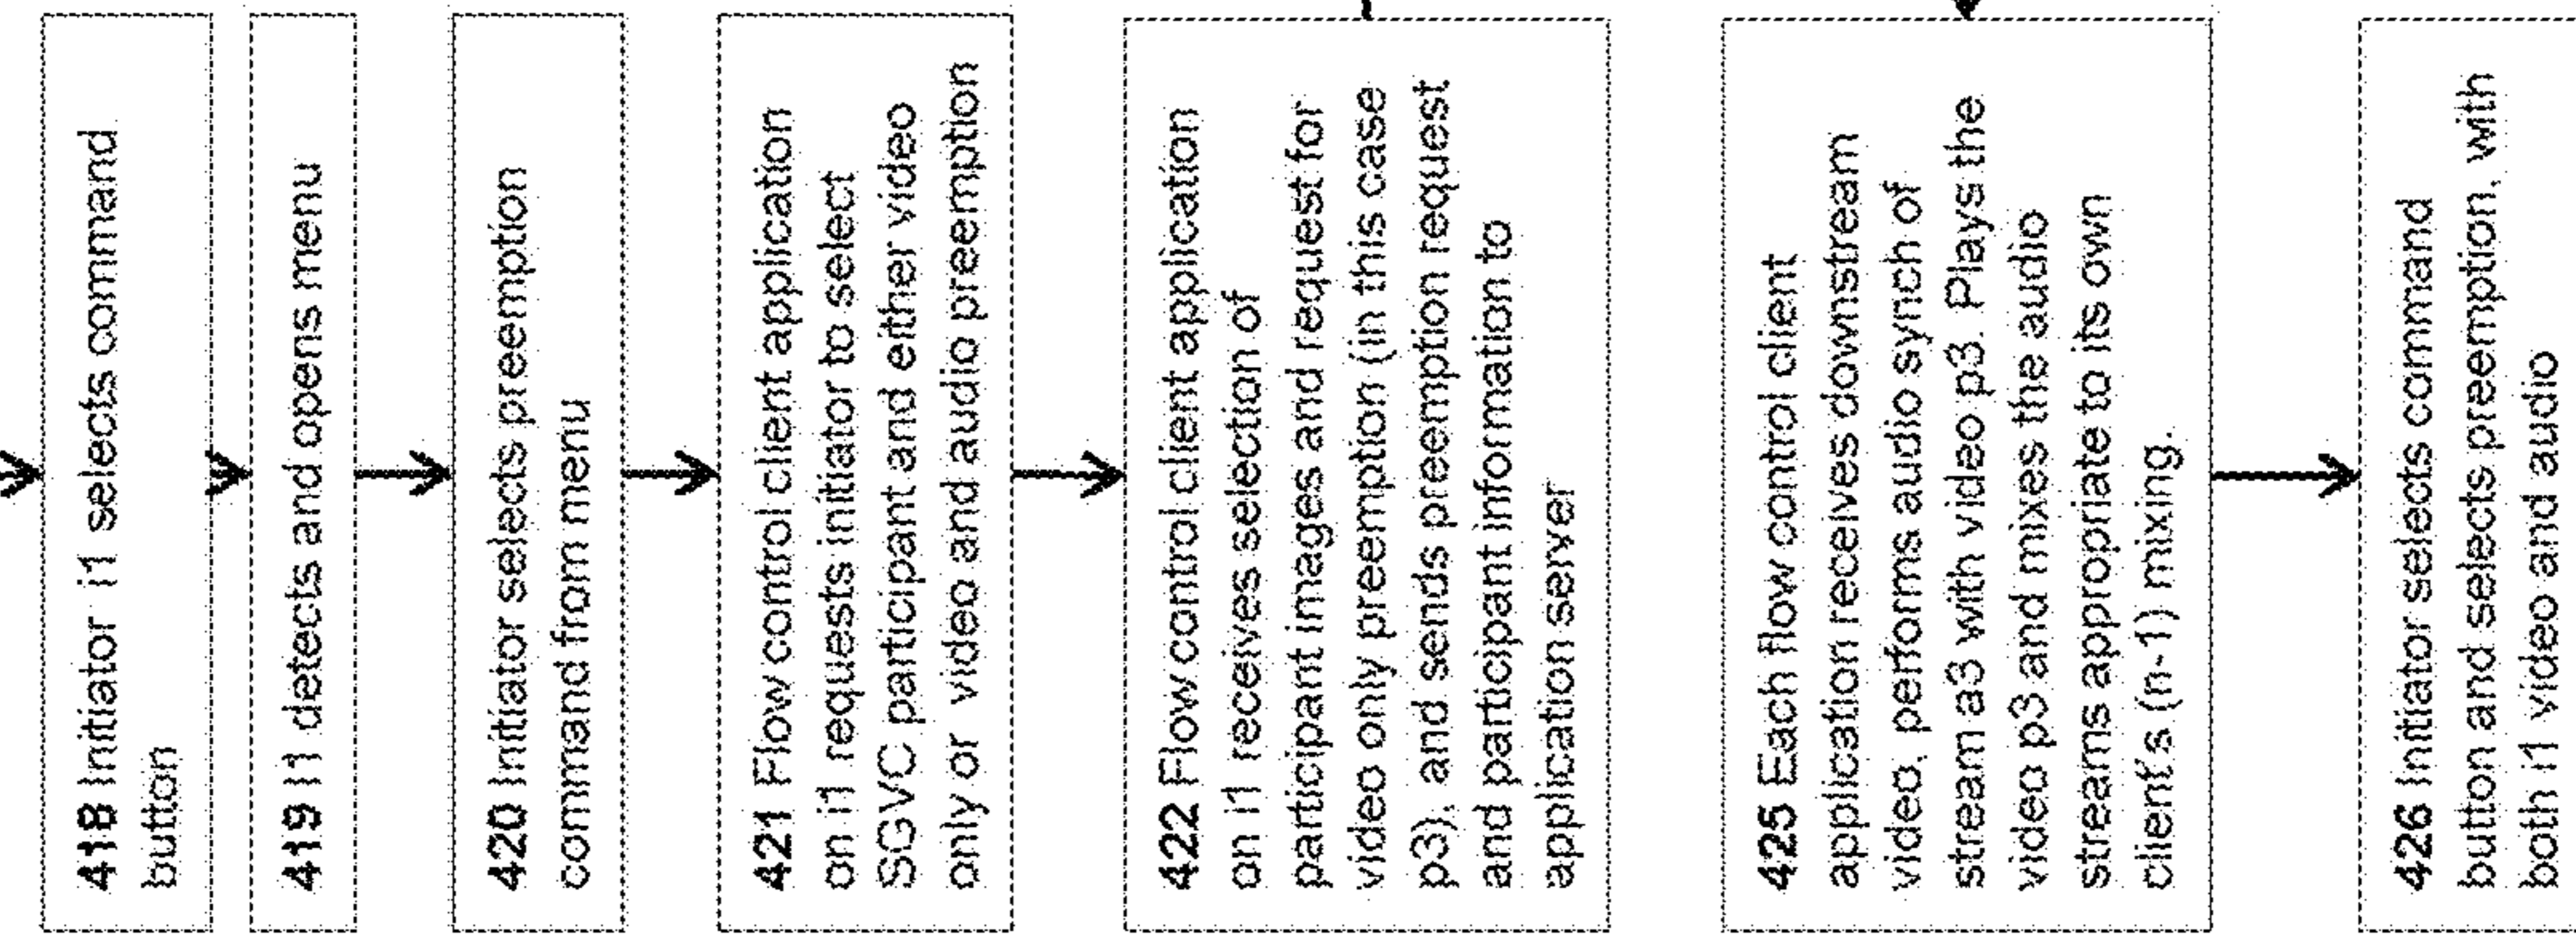 418 Initiator i1 selects command
button
419 I1 detects and opens menu
420 Initiator selects preemption
command from menu
421 Flow control client application
on i1 requests initiator to select
SGVC participant and either video
only or video and audio preemption
422 Flow control client application
on i1 receives selection of
participant images and request for
video only preemption (in this case
p3), and sends preemption request
and participant information to
application server
425 Each flow control client
application receives downstream
video, performs audio synch of
stream a3 with video p3. Plays the
video p3 and mixes the audio
streams appropriate to its own
client's (n-1) mixing.
426 Initiator selects command
button and selects preemption, with
both i1 video and audio